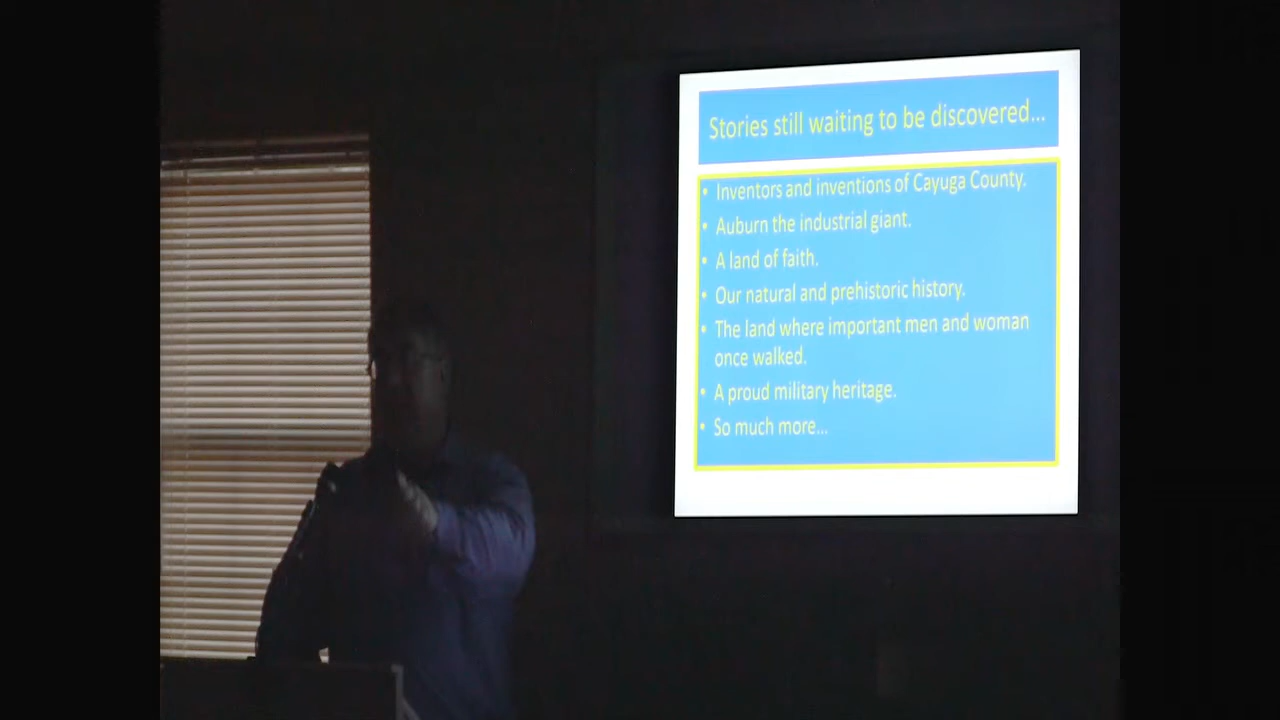 Stories still waiting to be discovered...
• Inventors and inventions of Cayuga County.
• Auburn the industrial giant.
• A land of faith.
• Our natural and prehistoric history.
• The land where important men and woman
once walked.
• A proud military heritage.
• So much more...